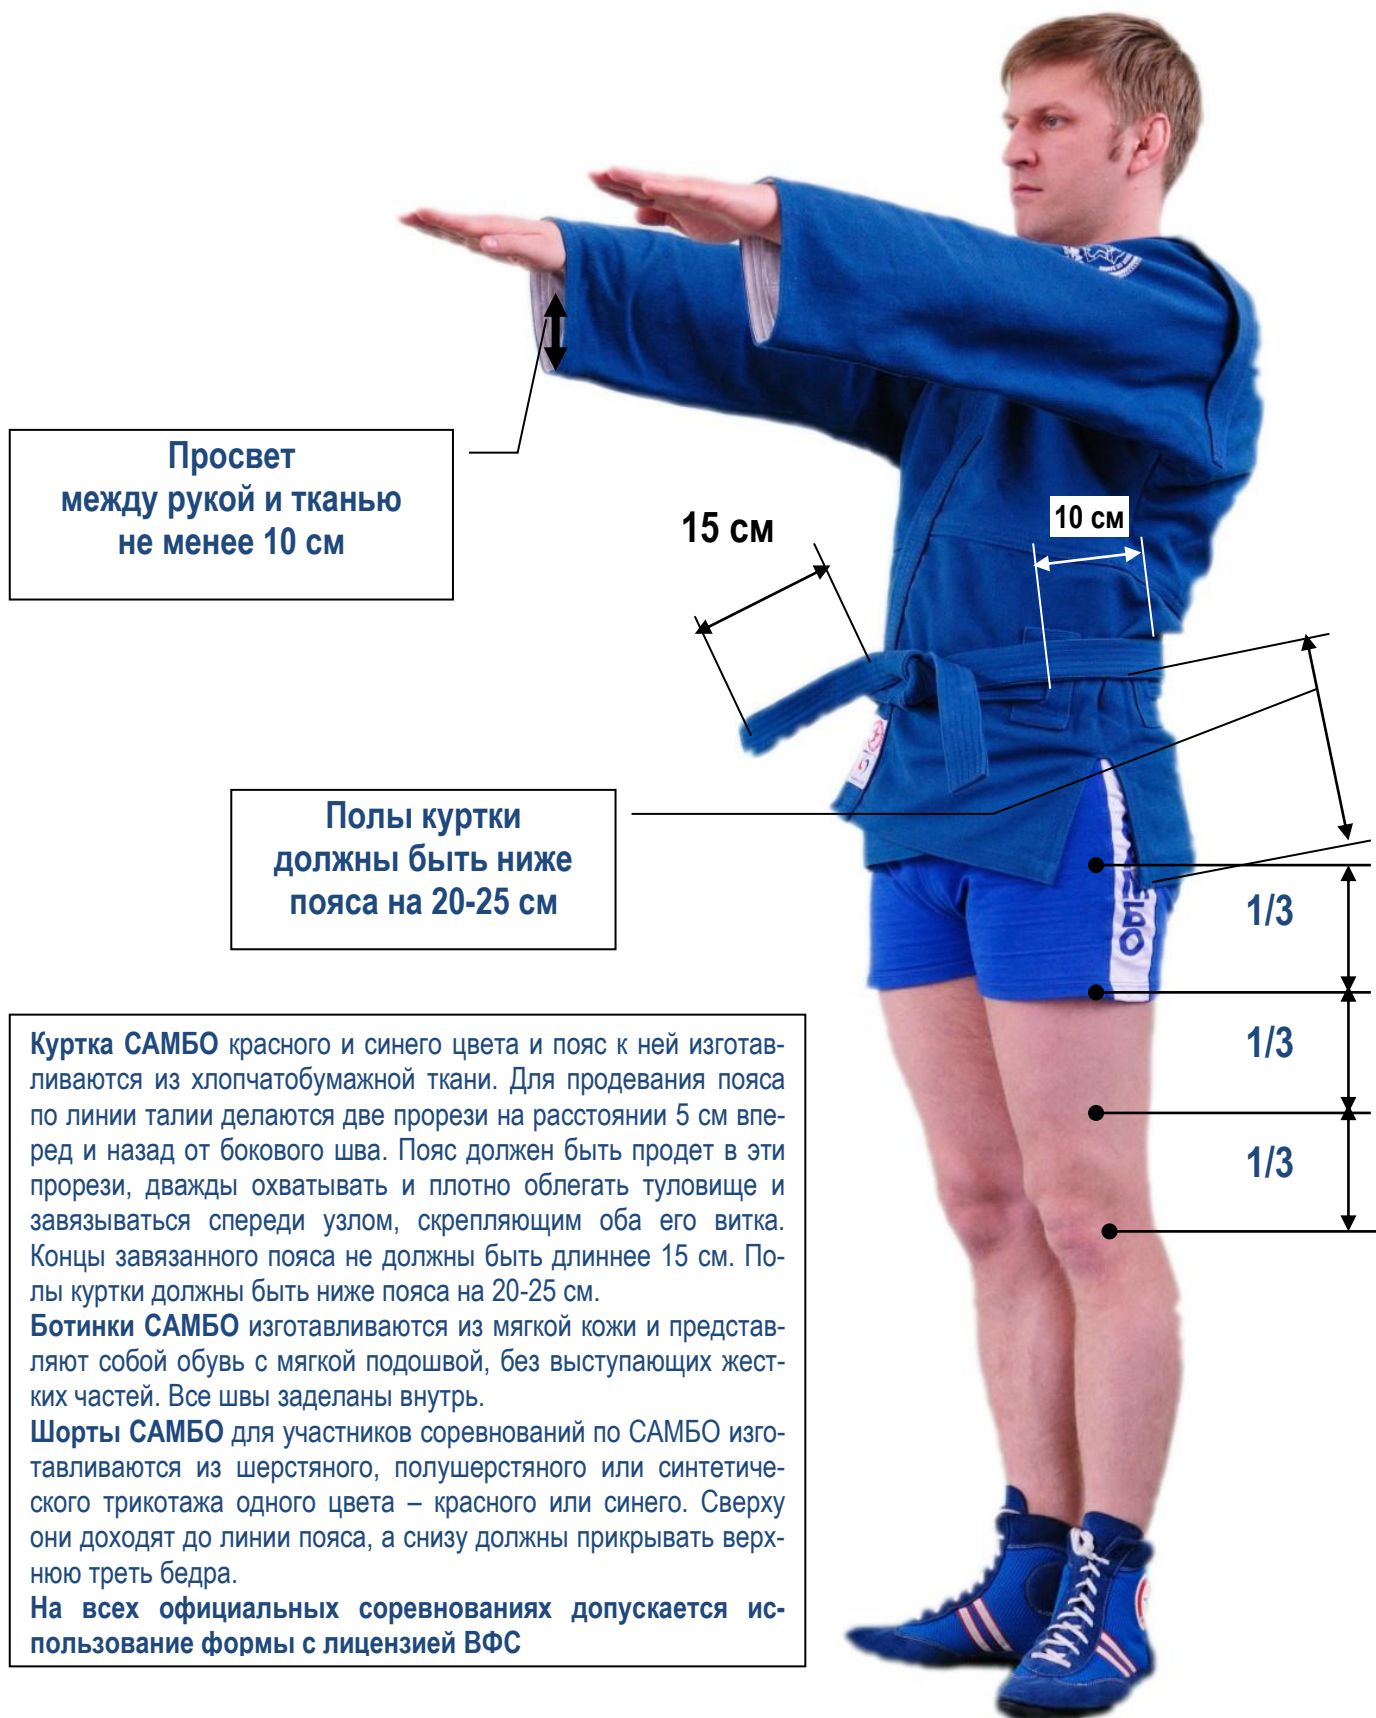 Просвет
между рукой и тканью
не менее 10 см
15 см
10 см
Полы куртки
должны быть ниже
пояса на 20-25 см
МБО
1/3
1/3
1/3
Куртка САМБО красного и синего цвета и пояс к ней изготав-
ливаются из хлопчатобумажной ткани. Для продевания пояса
по линии талии делаются две прорези на расстоянии 5 см впе-
ред и назад от бокового шва. Пояс должен быть продет в эти
прорези, дважды охватывать и плотно облегать туловище и
завязываться спереди узлом, скрепляющим оба его витка.
Концы завязанного пояса не должны быть длиннее 15 см. По-
лы куртки должны быть ниже пояса на 20-25 см.
Ботинки САМБО изготавливаются из мягкой кожи и представ-
ляют собой обувь с мягкой подошвой, без выступающих жест-
ких частей. Все швы заделаны внутрь.
Шорты САМБО для участников соревнований по САМБО изго-
тавливаются из шерстяного, полушерстяного или синтетиче-
ского трикотажа одного цвета – красного или синего. Сверху
они доходят до линии пояса, а снизу должны прикрывать верх-
нюю треть бедра.
На всех официальных соревнованиях допускается ис-
пользование формы с лицензией ВФС